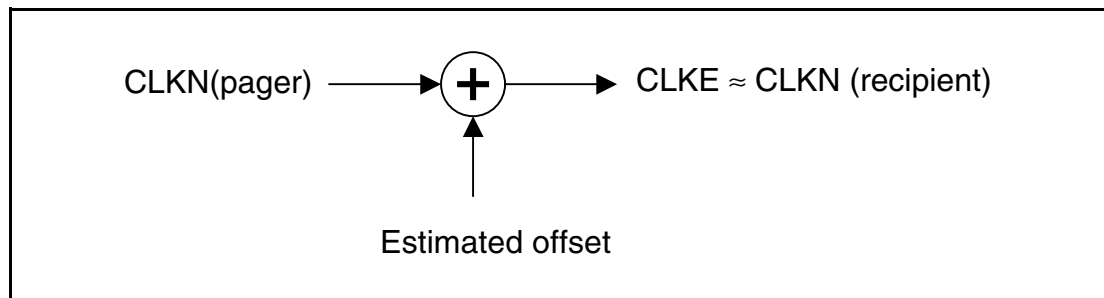 CLKN(pager)
+
CLKE ≈ CLKN (recipient)
Estimated offset